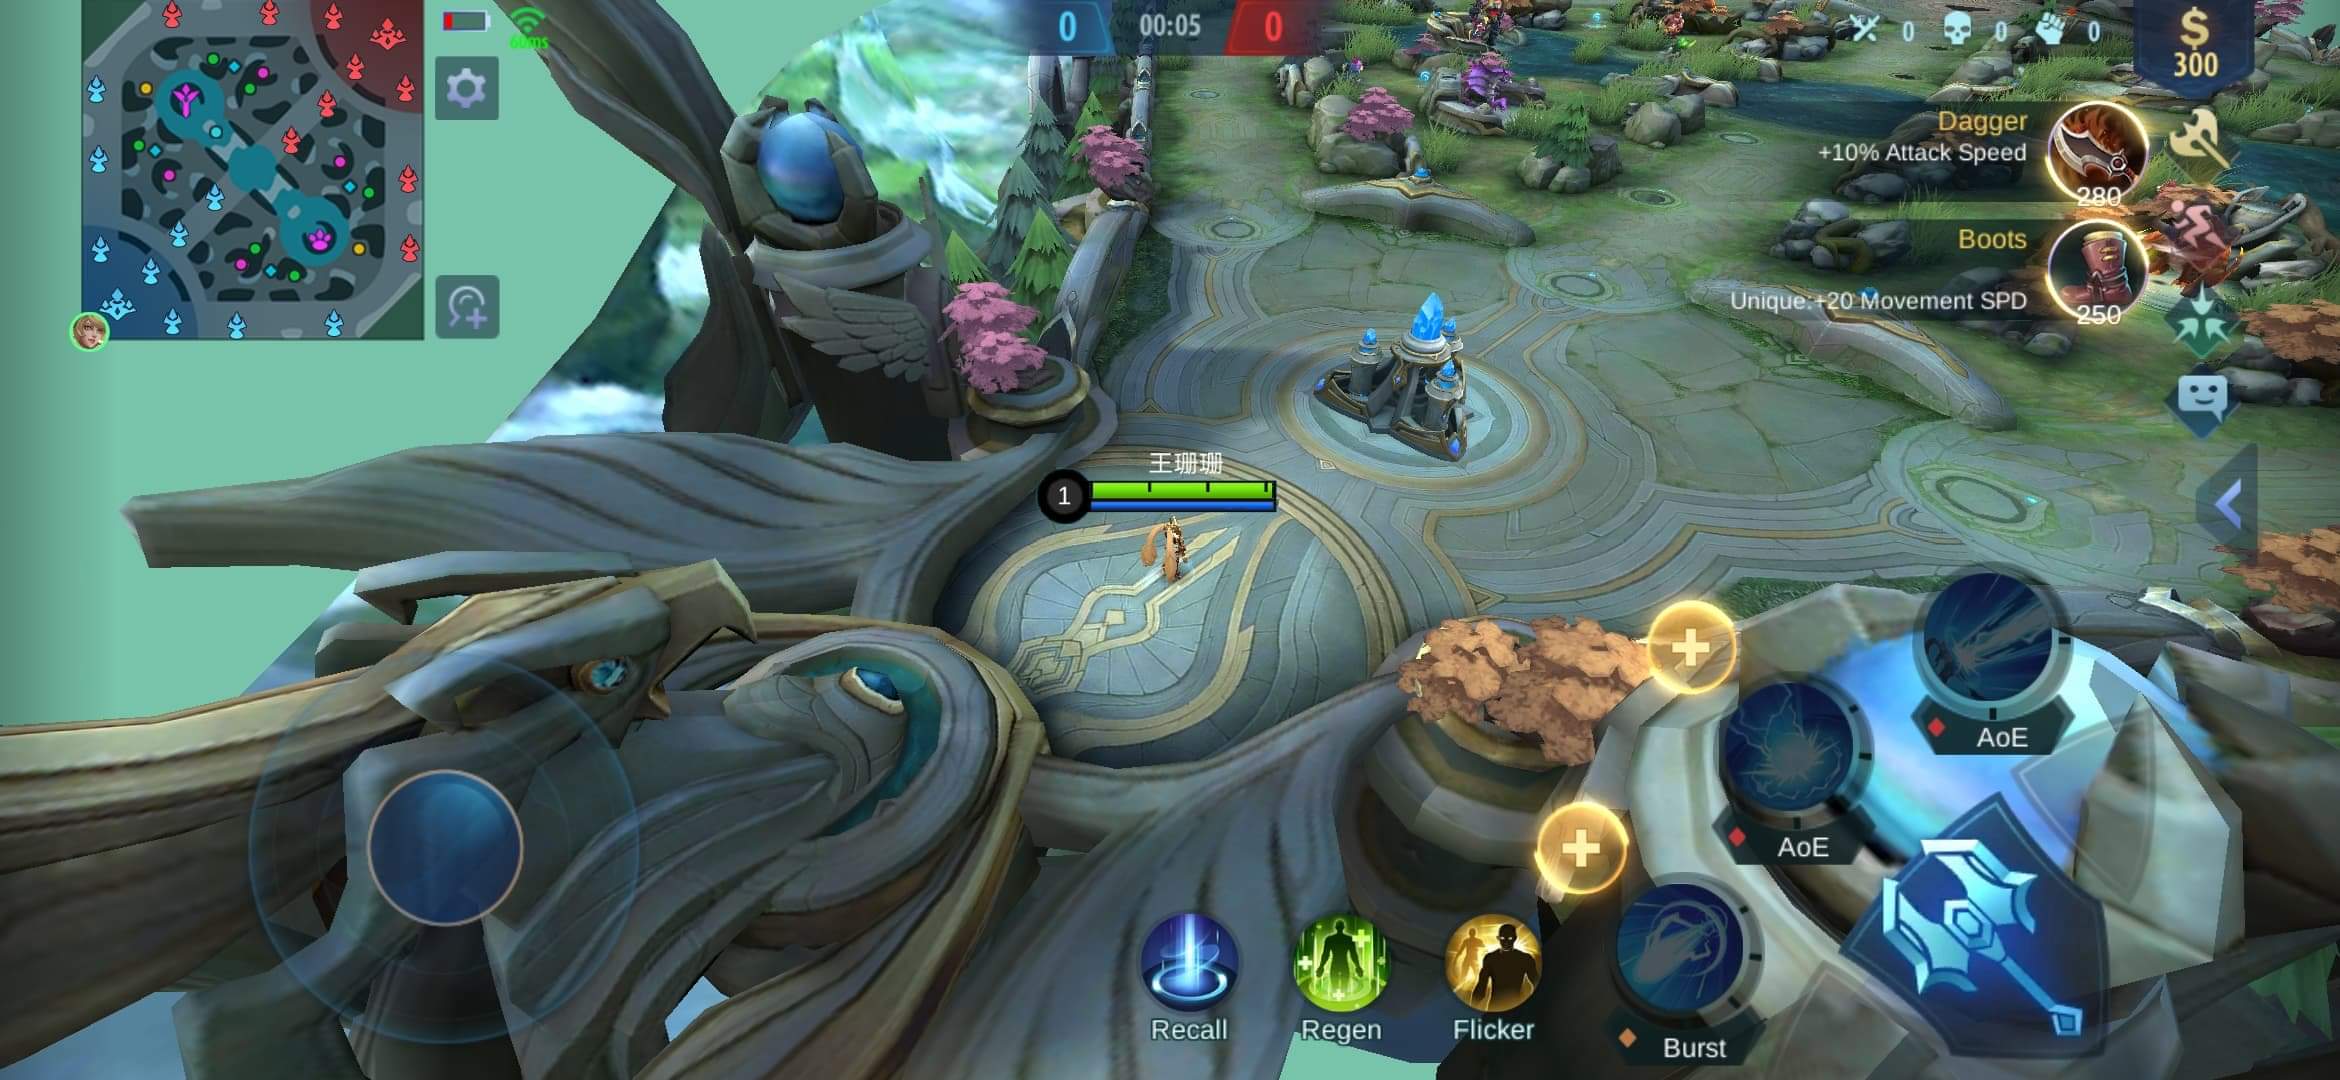 60ms
0
00:05
0
0
0
0
$
300
Dagger
+10% Attack Speed
280
Boots
Unique:+20 Movement SPD
250
王珊珊
1
AoE
AoE
Recall
Regen
Flicker
Burst